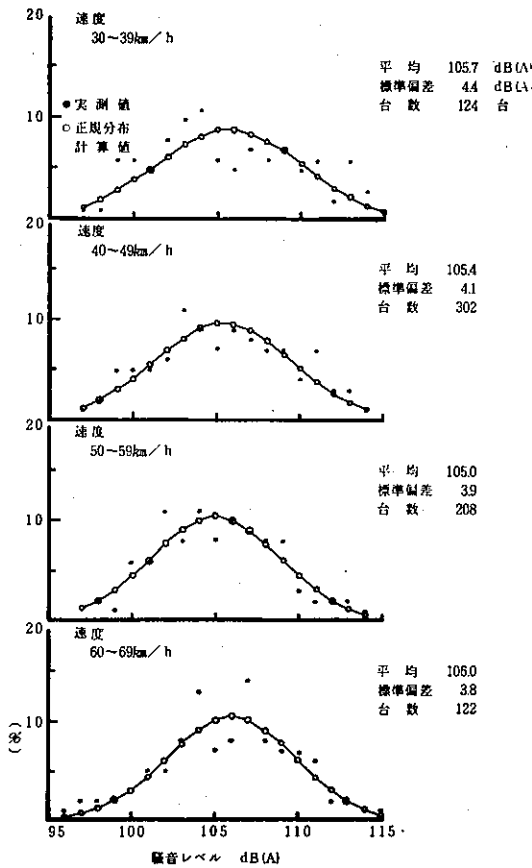 20
速度
30～39㎞/h
平均 105.7 dB(A)
標準偏差 4.4 dB(A)
台数 124 台
● 実測値
○ 正規分布
計算値
10
20
速度
40～49㎞/h
平均 105.4
標準偏差 4.1
台数 302
10
20
速度
50～59㎞/h
平均 105.0
標準偏差 3.9
台数 208
10
20
速度
60～69㎞/h
平均 106.0
標準偏差 3.8
台数 122
10
(%)
95 100 105 110 115
騒音レベル dB(A)